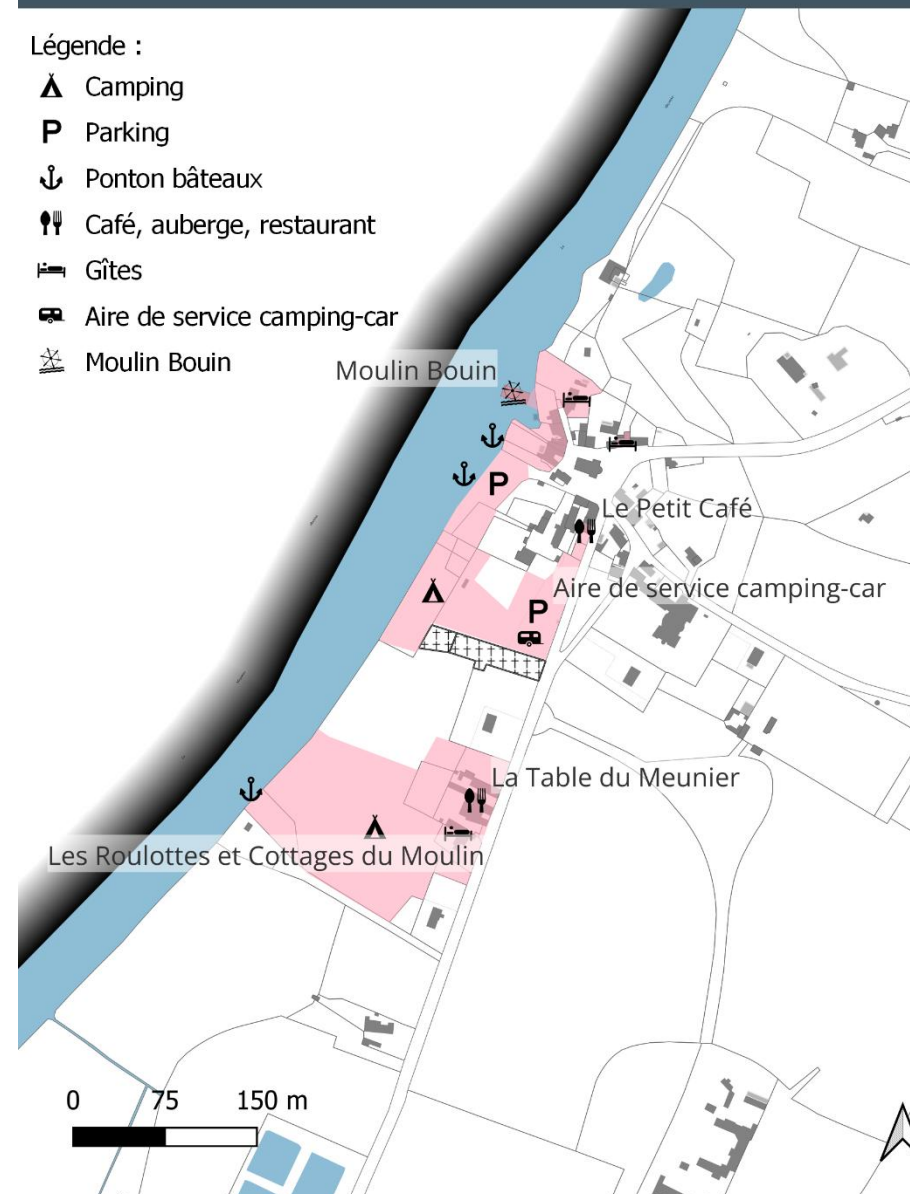 Légende :
Camping
P Parking
Ponton bâteaux
Café, auberge, restaurant
Gîtes
Aire de service camping-car
Moulin Bouin
Moulin Bouin
P
Le Petit Café
Aire de service camping-car
P
La Table du Meunier
Les Roulottes et Cottages du Moulin
0 75 150 m